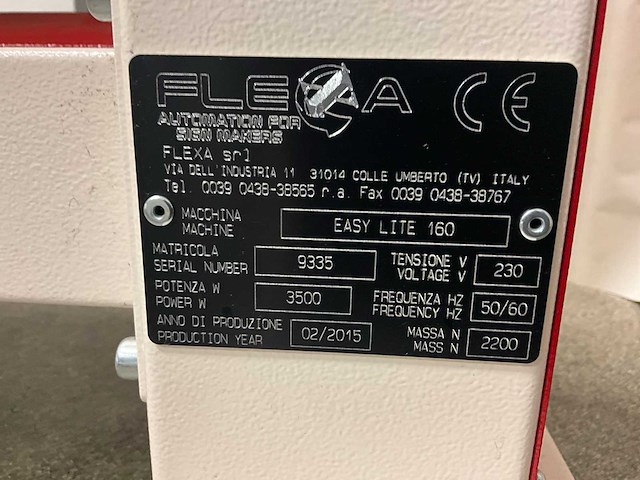 FLEXA CE
AUTOMATION FOR
SIGN MAKERS
FLEXA srl
VIA DELL'INDUSTRIA 11 31014 COLLE UMBERTO (TV) ITALY
Tel. 0039 0438-38565 r.a. Fax 0039 0438-38767
MACCHINA
MACHINE EASY LITE 160
MATRICOLA
SERIAL NUMBER 9335
TENSIONE V
VOLTAGE V 230
POTENZA W
POWER W 3500
FREQUENZA HZ
FREQUENCY HZ 50/60
ANNO DI PRODUZIONE
PRODUCTION YEAR 02/2015
MASSA N
MASS N 2200